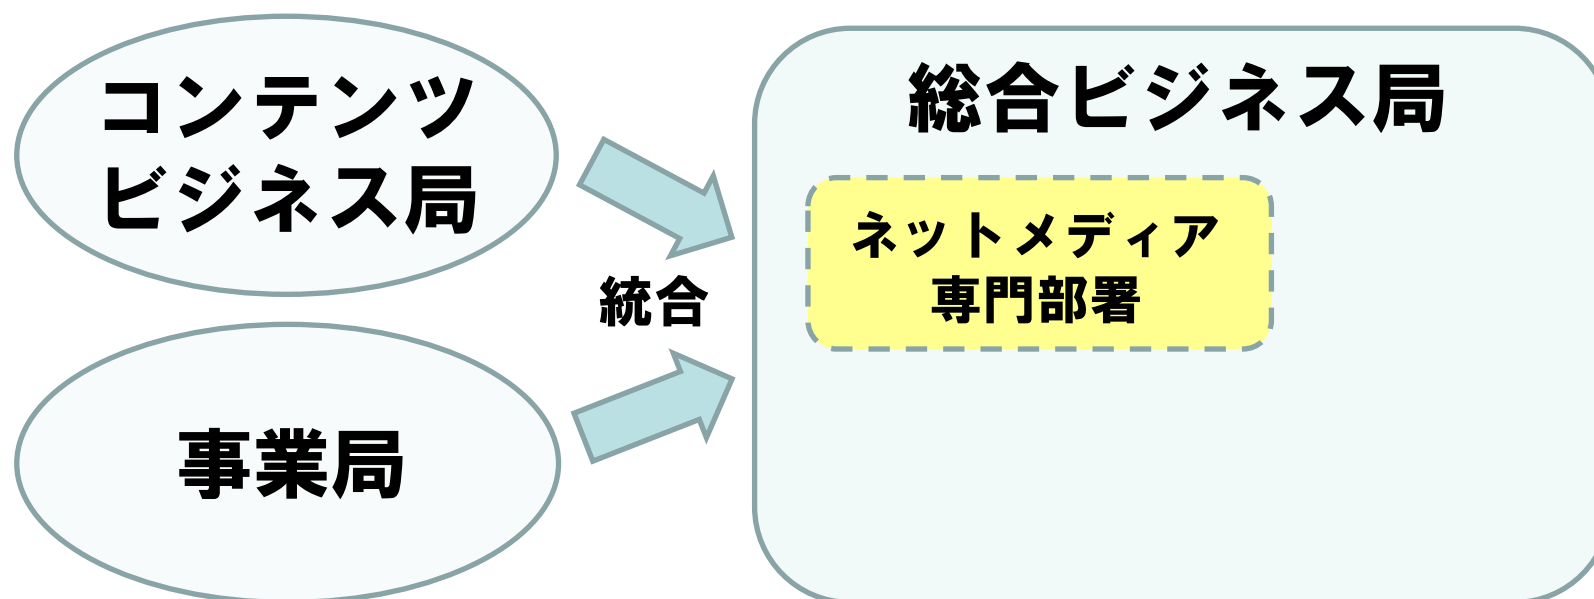 コンテンツ
ビジネス局
統合
事業局
総合ビジネス局
ネットメディア
専門部署